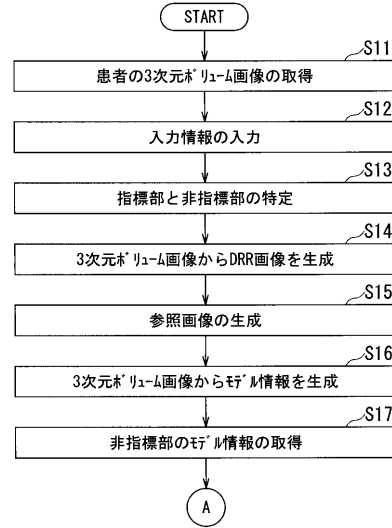 START
S11
患者の3次元ﾎﾞﾘｭｰﾑ画像の取得
S12
入力情報の入力
S13
指標部と非指標部の特定
S14
3次元ﾎﾞﾘｭｰﾑ画像からDRR画像を生成
S15
参照画像の生成
S16
3次元ﾎﾞﾘｭｰﾑ画像からﾓﾃﾞﾙ情報を生成
S17
非指標部のﾓﾃﾞﾙ情報の取得
A